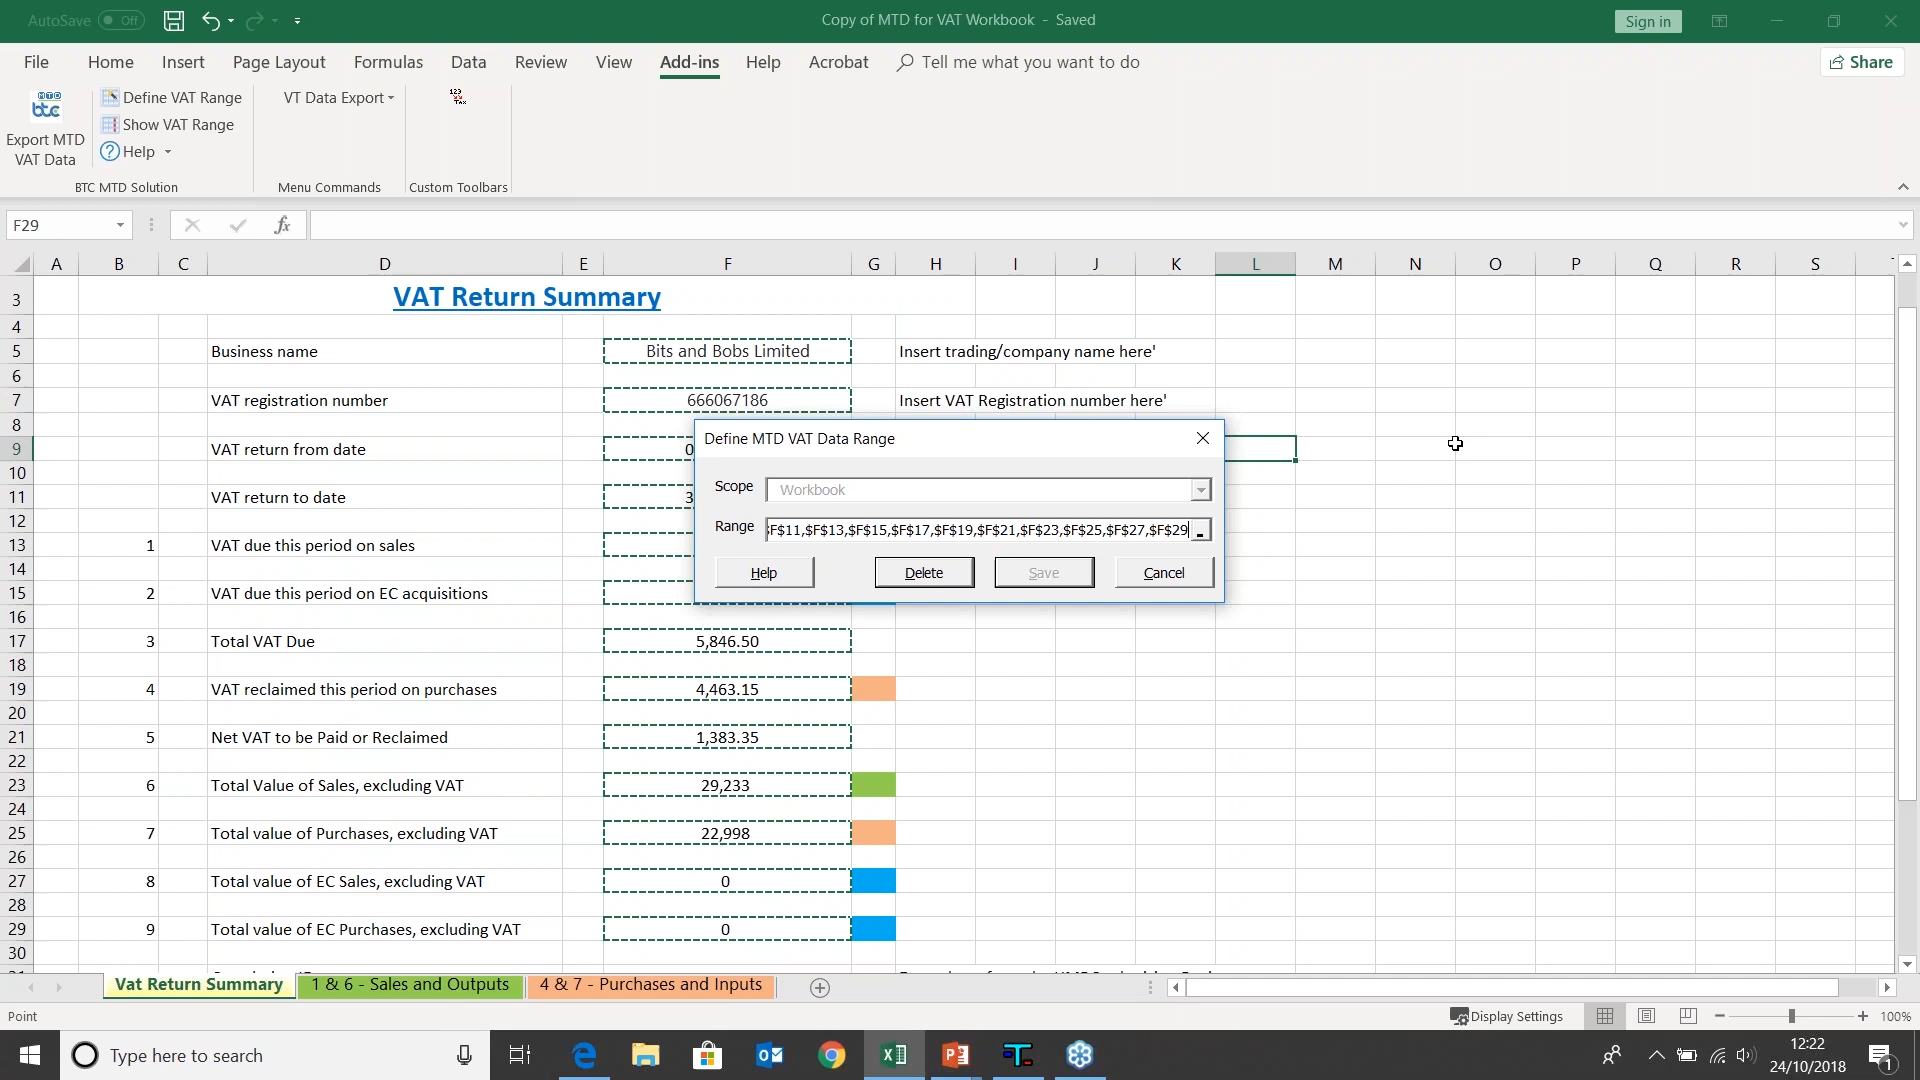 AutoSave Off
Copy of MTD for VAT Workbook - Saved
Sign in
File Home Insert Page Layout Formulas Data Review View Add-ins Help Acrobat Tell me what you want to do Share
MTD
btc
Export MTD
VAT Data
Define VAT Range
Show VAT Range
Help
VT Data Export
123
Tax
BTC MTD Solution Menu Commands Custom Toolbars
F29 fx
A B C D E F G H I J K L M N O P Q R S
3 VAT Return Summary
4
5 Business name Bits and Bobs Limited Insert trading/company name here'
6
7 VAT registration number 666067186 Insert VAT Registration number here'
8
9 VAT return from date 0
10
11 VAT return to date 3
12
13 1 VAT due this period on sales
14
15 2 VAT due this period on EC acquisitions
16
17 3 Total VAT Due 5,846.50
18
19 4 VAT reclaimed this period on purchases 4,463.15
20
21 5 Net VAT to be Paid or Reclaimed 1,383.35
22
23 6 Total Value of Sales, excluding VAT 29,233
24
25 7 Total value of Purchases, excluding VAT 22,998
26
27 8 Total value of EC Sales, excluding VAT 0
28
29 9 Total value of EC Purchases, excluding VAT 0
30
Define MTD VAT Data Range
Scope Workbook
Range $F$11,$F$13,$F$15,$F$17,$F$19,$F$21,$F$23,$F$25,$F$27,$F$29
Help Delete Save Cancel
Vat Return Summary 1 & 6 - Sales and Outputs 4 & 7 - Purchases and Inputs
Point Display Settings 100%
Type here to search
12:22
24/10/2018
1